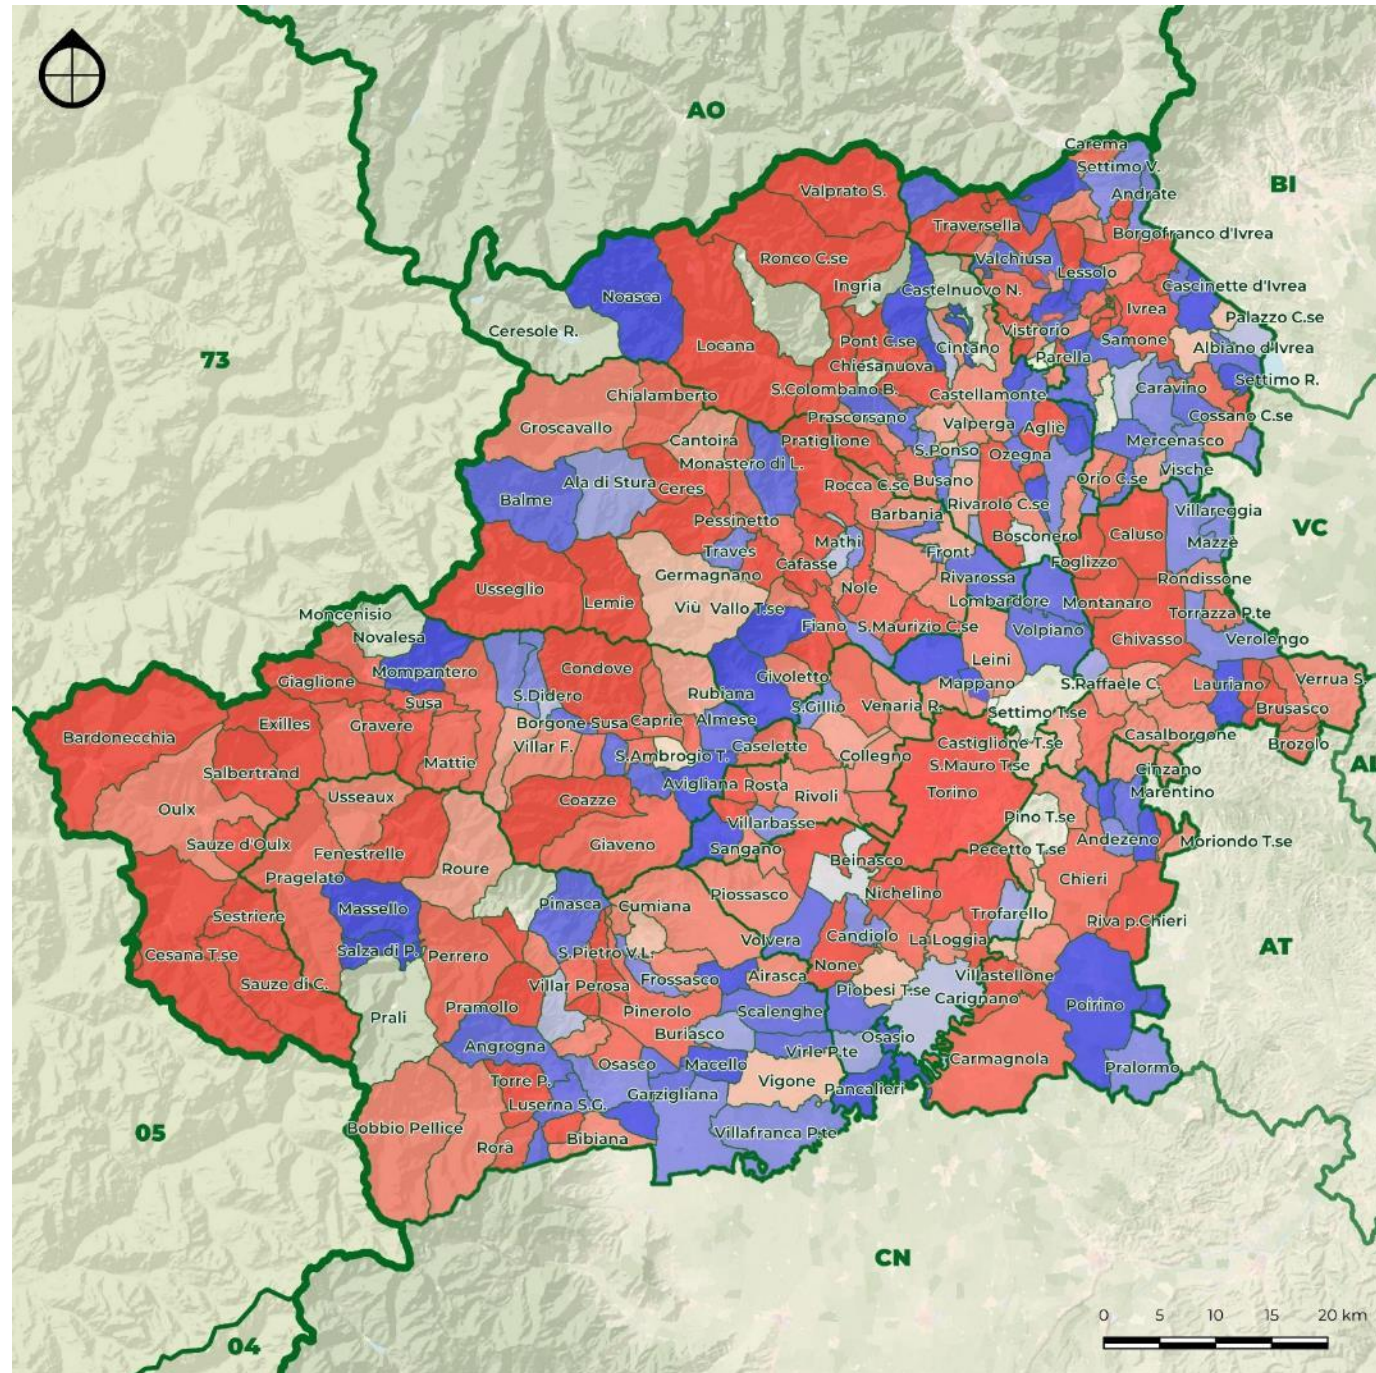 AO
Carema
Settimo V.
BI
Valprato S.
Andrate
Traversella
Borgofranco d'Ivrea
Ronco C.se
Valchiusa
Lessolo
Ingria
Castelnuovo N.
Cascinette d'Ivrea
Noasca
Ivrea
Palazzo C.se
Ceresole R.
Vistrorio
Locana
Pont C.se
Cintano
Samone
Albiano d'Ivrea
73
Parella
Chiesanuova
Settimo R.
S.Colombano B.
Castellamonte
Caravino
Chialamberto
Prascorsano
Cossano C.se
Groscavallo
Valperga
Agliè
Cantoira
Pratiglione
Mercenasco
S.Ponso
Ozegna
Monastero di L.
Vische
Ala di Stura
Ceres
Rocca C.se
Busano
Orio C.se
Balme
Rivarolo C.se
Barbania
Villareggia
Pessinetto
VC
Bosconero
Caluso
Mathi
Mazzè
Traves
Front
Cafasse
Foglizzo
Germagnano
Rivarossa
Rondissone
Usseglio
Nole
Lemie
Lombardore
Montanaro
Viù
Vallo T.se
Torrazza P.te
Moncenisio
Fiano
S.Maurizio C.se
Volpiano
Novalesa
Chivasso
Verolengo
Leini
Mompantero
Condove
Giaglione
Givoletto
Mappano
S.Raffaele C.
Lauriano
Verrua S.
S.Didero
Rubiana
Susa
S.Gillio
Venaria R.
Brusasco
Settimo T.se
Exilles
Gravere
Borgone Susa
Caprie
Almese
Bardonecchia
Casalborgone
Villar F.
Caselette
Castiglione T.se
Brozolo
S.Ambrogio T.
Collegno
Mattie
S.Mauro T.se
Cinzano
Salbertrand
Avigliana
Rosta
Torino
Marentino
Usseaux
Coazze
Rivoli
Oulx
Pino T.se
Villarbasse
Andezeno
Sauze d'Oulx
Giaveno
Moriondo T.se
Fenestrelle
Sangano
Pecetto T.se
Beinasco
Roure
Pragelato
Chieri
Piossasco
Nichelino
Massello
Pinasca
Cumiana
Sestriere
Trofarello
Riva p.Chieri
Volvera
Candiolo
La Loggia
AT
Cesana T.se
Salza di P.
Perrero
S.Pietro V.L.
None
Frossasco
Airasca
Villastellone
Sauze di C.
Villar Perosa
Piobesi T.se
Carignano
Pramollo
Pinerolo
Scalenghe
Poirino
Prali
Buriasco
Osasio
Angrogna
Virle P.te
Carmagnola
Osasco
Macello
Pralormo
Torre P.
Vigone
Pancalieri
Luserna S.G.
Garzigliana
05
Bobbio Pellice
Villafranca P.te
Bibiana
Rorà
CN
0 5 10 15 20 km
04